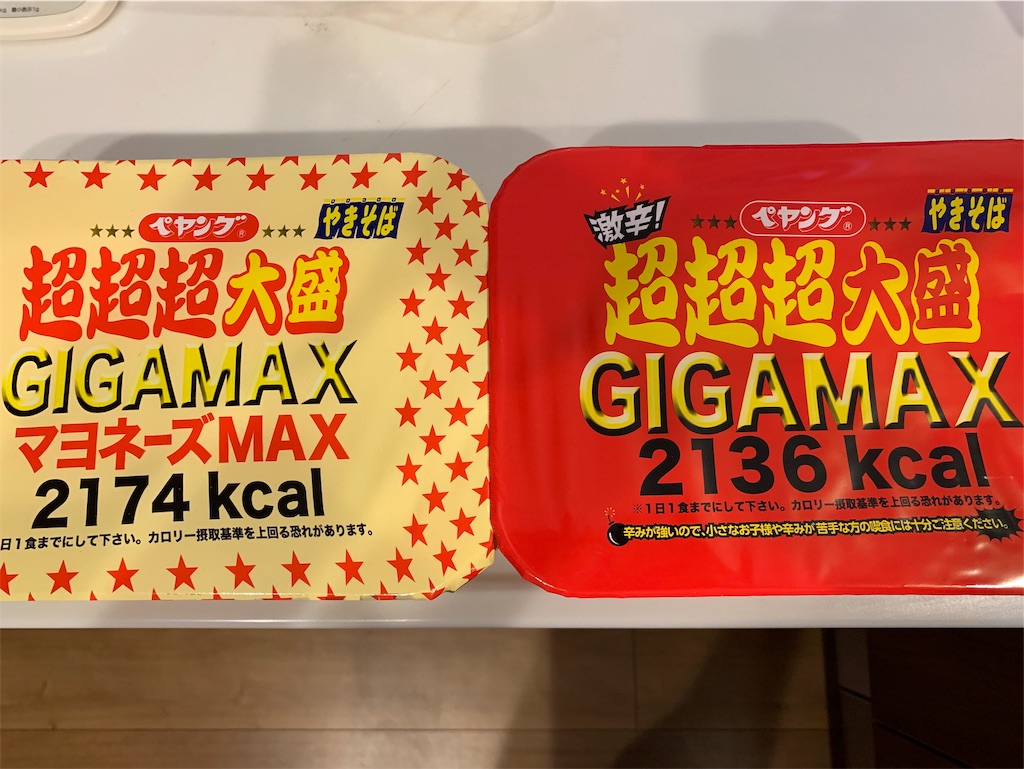 最小表示1g
ペヤング®
やきそば
超超超大盛
GIGAMAX
マヨネーズMAX
2174 kcal
日1食までにして下さい。カロリー摂取基準を上回る恐れがあります。
激辛!
ペヤング®
やきそば
超超超大盛
GIGAMAX
2136 kcal
※1日1食までにして下さい。カロリー摂取基準を上回る恐れがあります。
辛みが強いので、小さなお子様や辛みが苦手な方の喫食には十分ご注意ください。